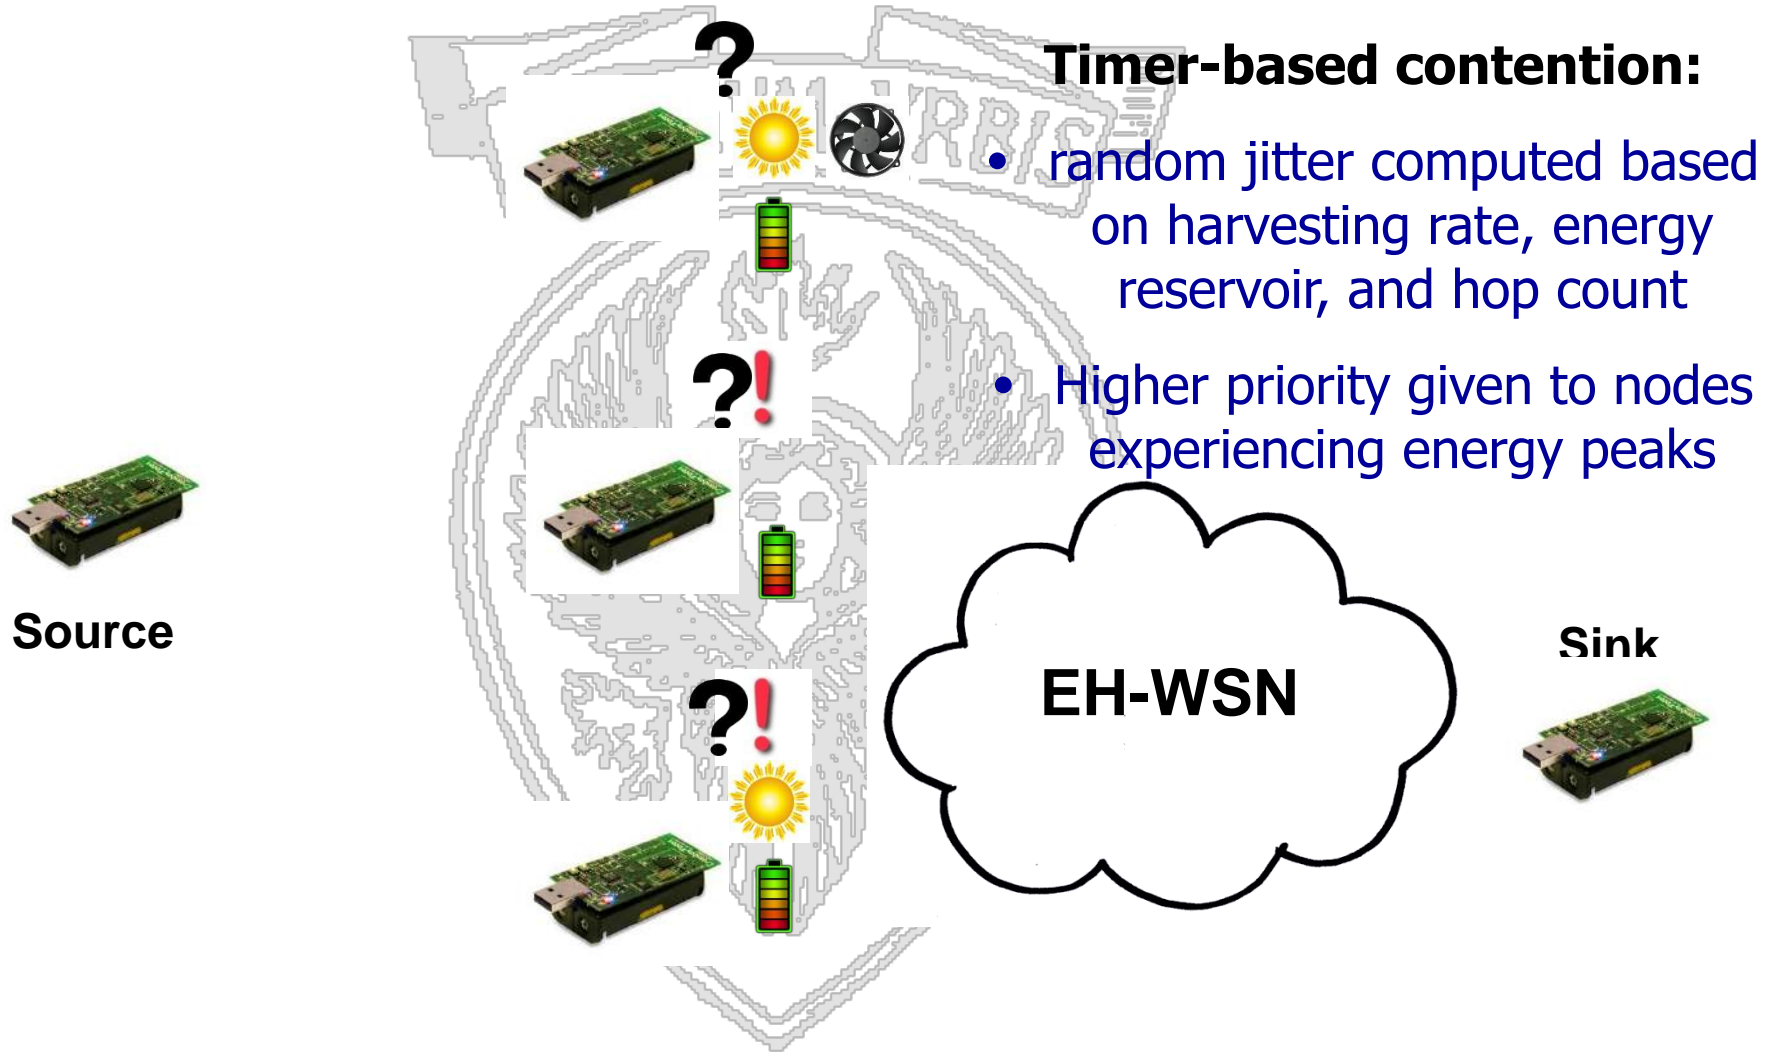 Timer-based contention:
• random jitter computed based
on harvesting rate, energy
reservoir, and hop count
• Higher priority given to nodes
experiencing energy peaks
?
?!
?!
Source
EH-WSN
Sink